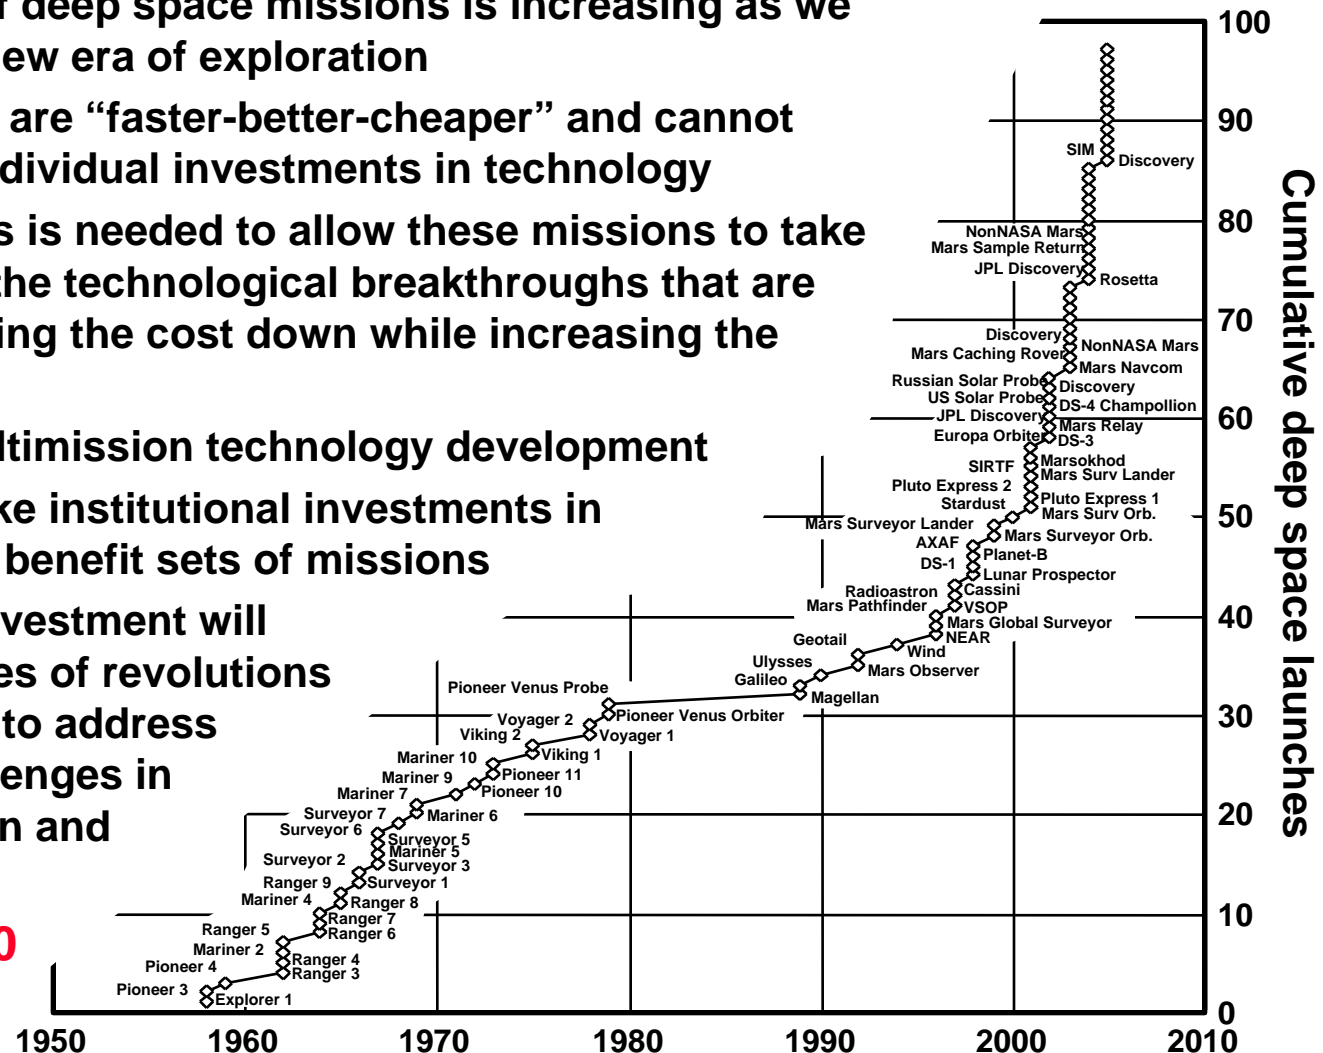 f deep space missions is increasing as we
ew era of exploration
are “faster-better-cheaper” and cannot
dividual investments in technology
s is needed to allow these missions to take
the technological breakthroughs that are
ing the cost down while increasing the
ltimission technology development
ke institutional investments in
benefit sets of missions
vestment will
es of revolutions
to address
enges in
n and
0
100
90
SIM
Discovery
80
NonNASA Mars
Mars Sample Return
JPL Discovery
Rosetta
70
Discovery
NonNASA Mars
Mars Caching Rover
Mars Navcom
Russian Solar Probe
Discovery
US Solar Probe
DS-4 Champollion
JPL Discovery
60
Mars Relay
Europa Orbiter
DS-3
SIRTF
Marsokhod
Mars Surv Lander
Pluto Express 2
Pluto Express 1
Stardust
Mars Surv Orb.
50
Mars Surveyor Lander
Mars Surveyor Orb.
AXAF
Planet-B
DS-1
Lunar Prospector
Radioastron
Cassini
Mars Pathfinder
VSOP
40
Mars Global Surveyor
NEAR
Geotail
Wind
Ulysses
Mars Observer
Galileo
Magellan
Pioneer Venus Probe
Pioneer Venus Orbiter
30
Voyager 2
Viking 2
Voyager 1
Mariner 10
Viking 1
Mariner 9
Pioneer 11
Mariner 7
Pioneer 10
20
Surveyor 7
Mariner 6
Surveyor 6
Surveyor 5
Mariner 5
Surveyor 2
Surveyor 3
Ranger 9
Surveyor 1
Mariner 4
Ranger 8
10
Ranger 7
Ranger 5
Ranger 6
Mariner 2
Ranger 4
Pioneer 4
Ranger 3
Pioneer 3
Explorer 1
0
1950 1960 1970 1980 1990 2000 2010
Cumulative deep space launches